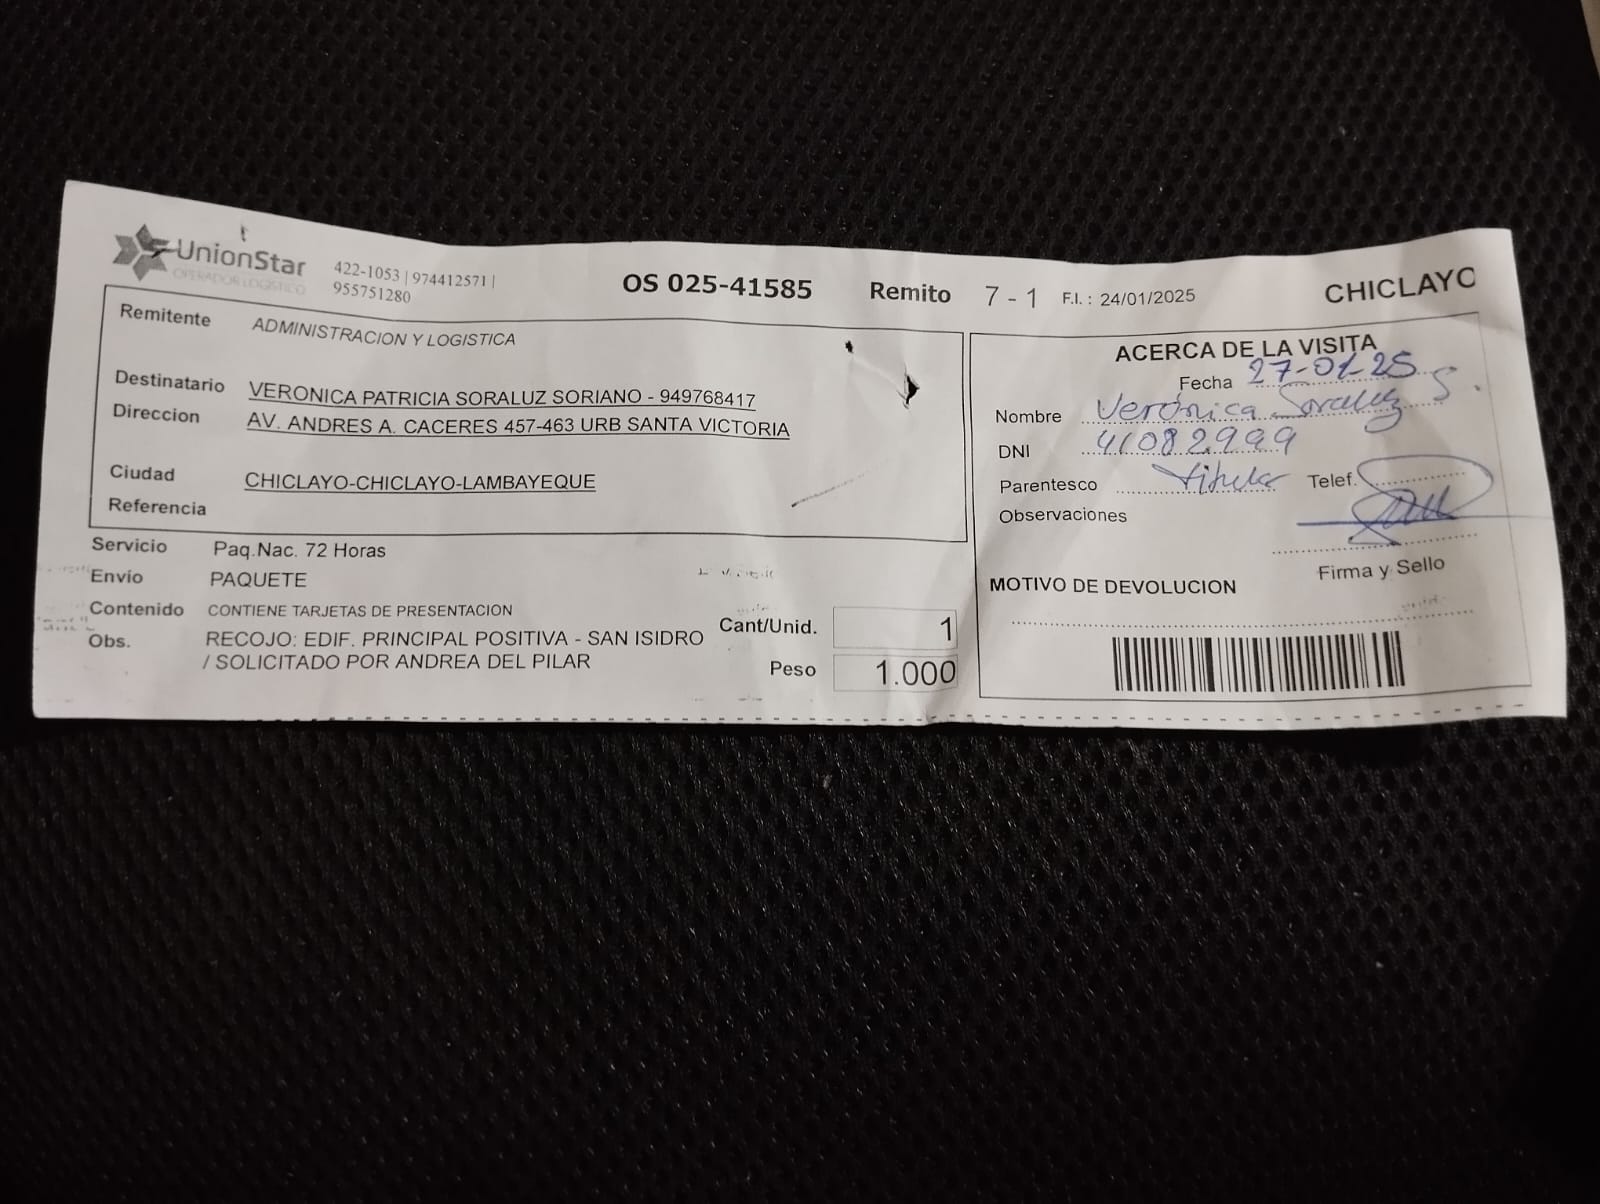 UnionStar
OPERADOR LOGISTICO
422-1053 | 974412571 |
955751280
OS 025-41585
Remito 7 - 1
F.I. : 24/01/2025
CHICLAYO
Remitente ADMINISTRACION Y LOGISTICA
Destinatario VERONICA PATRICIA SORALUZ SORIANO - 949768417
Direccion AV. ANDRES A. CACERES 457-463 URB SANTA VICTORIA
Ciudad CHICLAYO-CHICLAYO-LAMBAYEQUE
Referencia
Servicio Paq.Nac. 72 Horas
Envío PAQUETE
Contenido CONTIENE TARJETAS DE PRESENTACION
Obs. RECOJO: EDIF. PRINCIPAL POSITIVA - SAN ISIDRO
/ SOLICITADO POR ANDREA DEL PILAR
Cant/Unid. 1
Peso 1.000
ACERCA DE LA VISITA
Fecha 27-01-25
Nombre Verónica Soraluz S.
DNI 41082999
Parentesco titular Telef.
Observaciones
Firma y Sello
MOTIVO DE DEVOLUCION